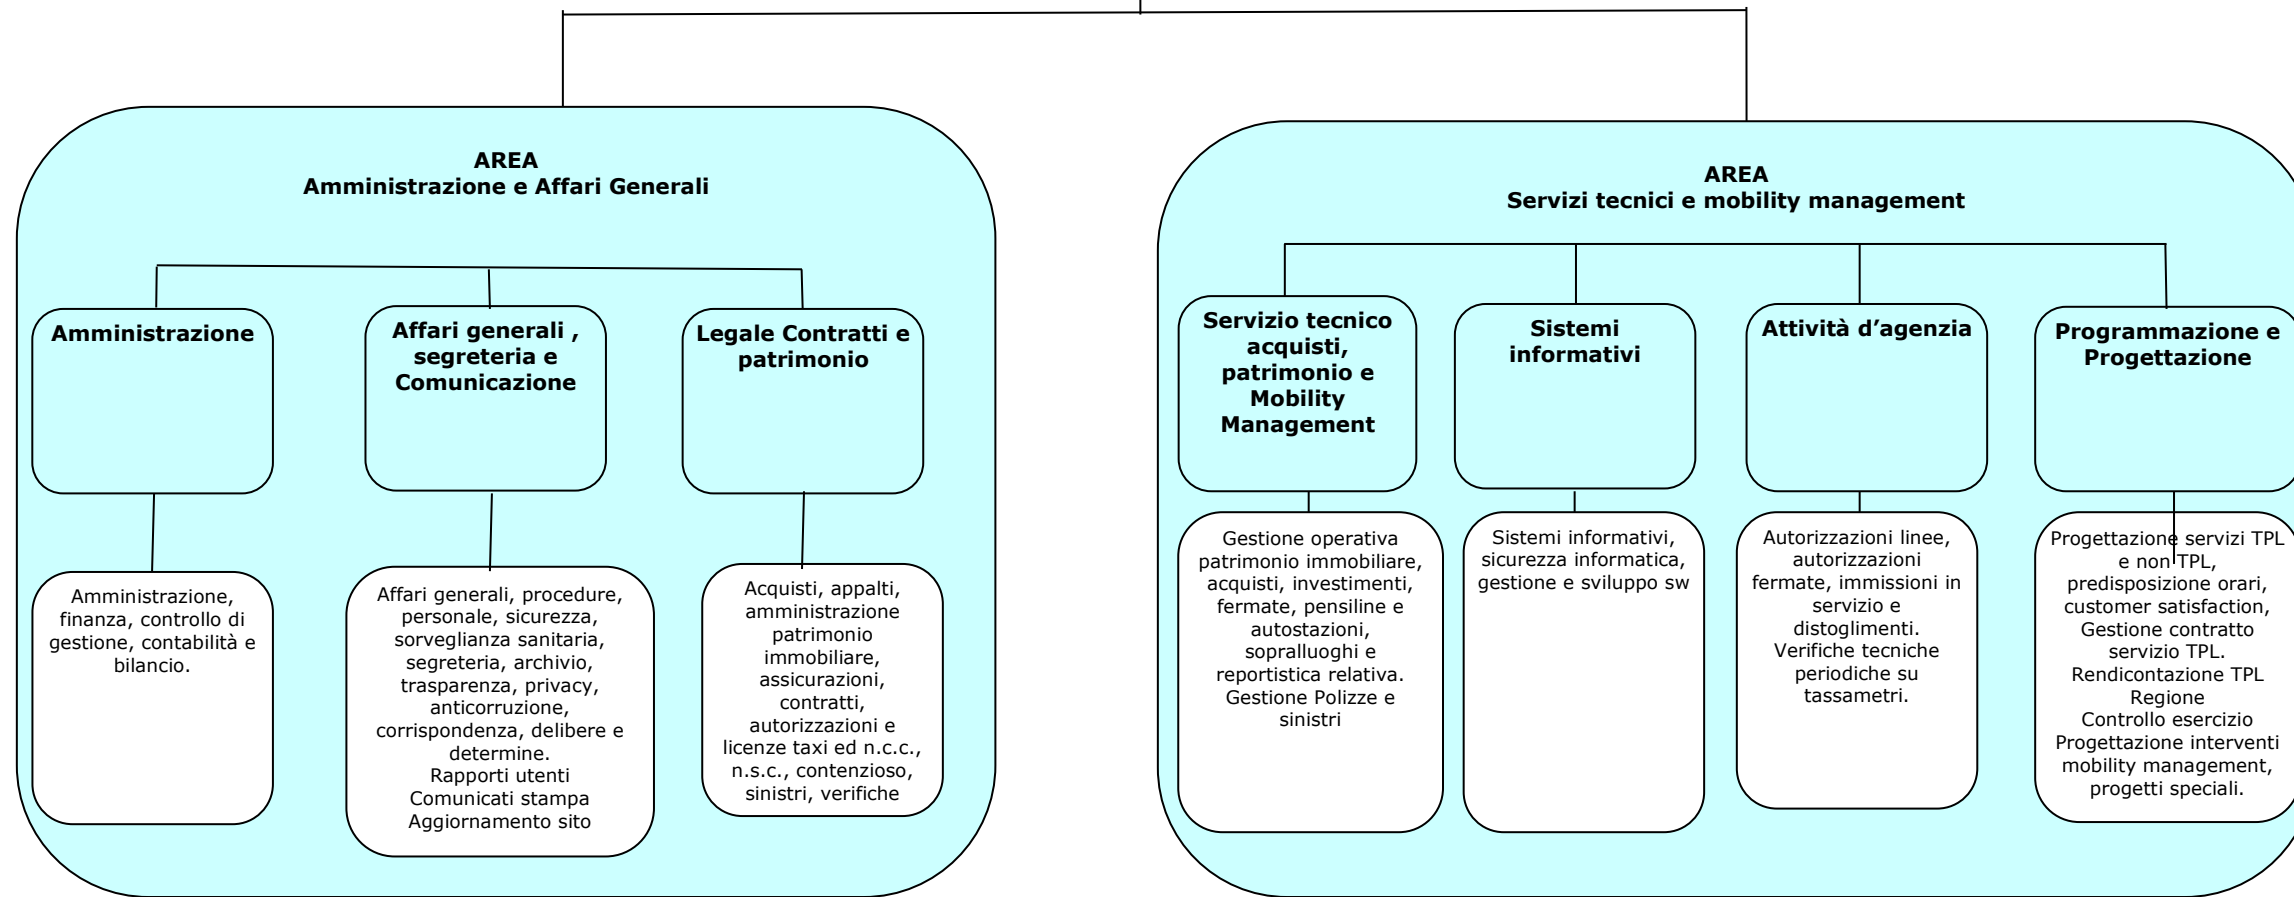 AREA
Amministrazione e Affari Generali
Amministrazione
Affari generali ,
segreteria e
Comunicazione
Legale Contratti e
patrimonio
Amministrazione,
finanza, controllo di
gestione, contabilità e
bilancio.
Affari generali, procedure,
personale, sicurezza,
sorveglianza sanitaria,
segreteria, archivio,
trasparenza, privacy,
anticorruzione,
corrispondenza, delibere e
determine.
Rapporti utenti
Comunicati stampa
Aggiornamento sito
Acquisti, appalti,
amministrazione
patrimonio
immobiliare,
assicurazioni,
contratti,
autorizzazioni e
licenze taxi ed n.c.c.,
n.s.c., contenzioso,
sinistri, verifiche
AREA
Servizi tecnici e mobility management
Servizio tecnico
acquisti,
patrimonio e
Mobility
Management
Sistemi
informativi
Attività d’agenzia
Programmazione e
Progettazione
Gestione operativa
patrimonio immobiliare,
acquisti, investimenti,
fermate, pensiline e
autostazioni,
sopralluoghi e
reportistica relativa.
Gestione Polizze e
sinistri
Sistemi informativi,
sicurezza informatica,
gestione e sviluppo sw
Autorizzazioni linee,
autorizzazioni
fermate, immissioni in
servizio e
distoglimenti.
Verifiche tecniche
periodiche su
tassametri.
Progettazione servizi TPL
e non TPL,
predisposizione orari,
customer satisfaction,
Gestione contratto
servizio TPL.
Rendicontazione TPL
Regione
Controllo esercizio
Progettazione interventi
mobility management,
progetti speciali.